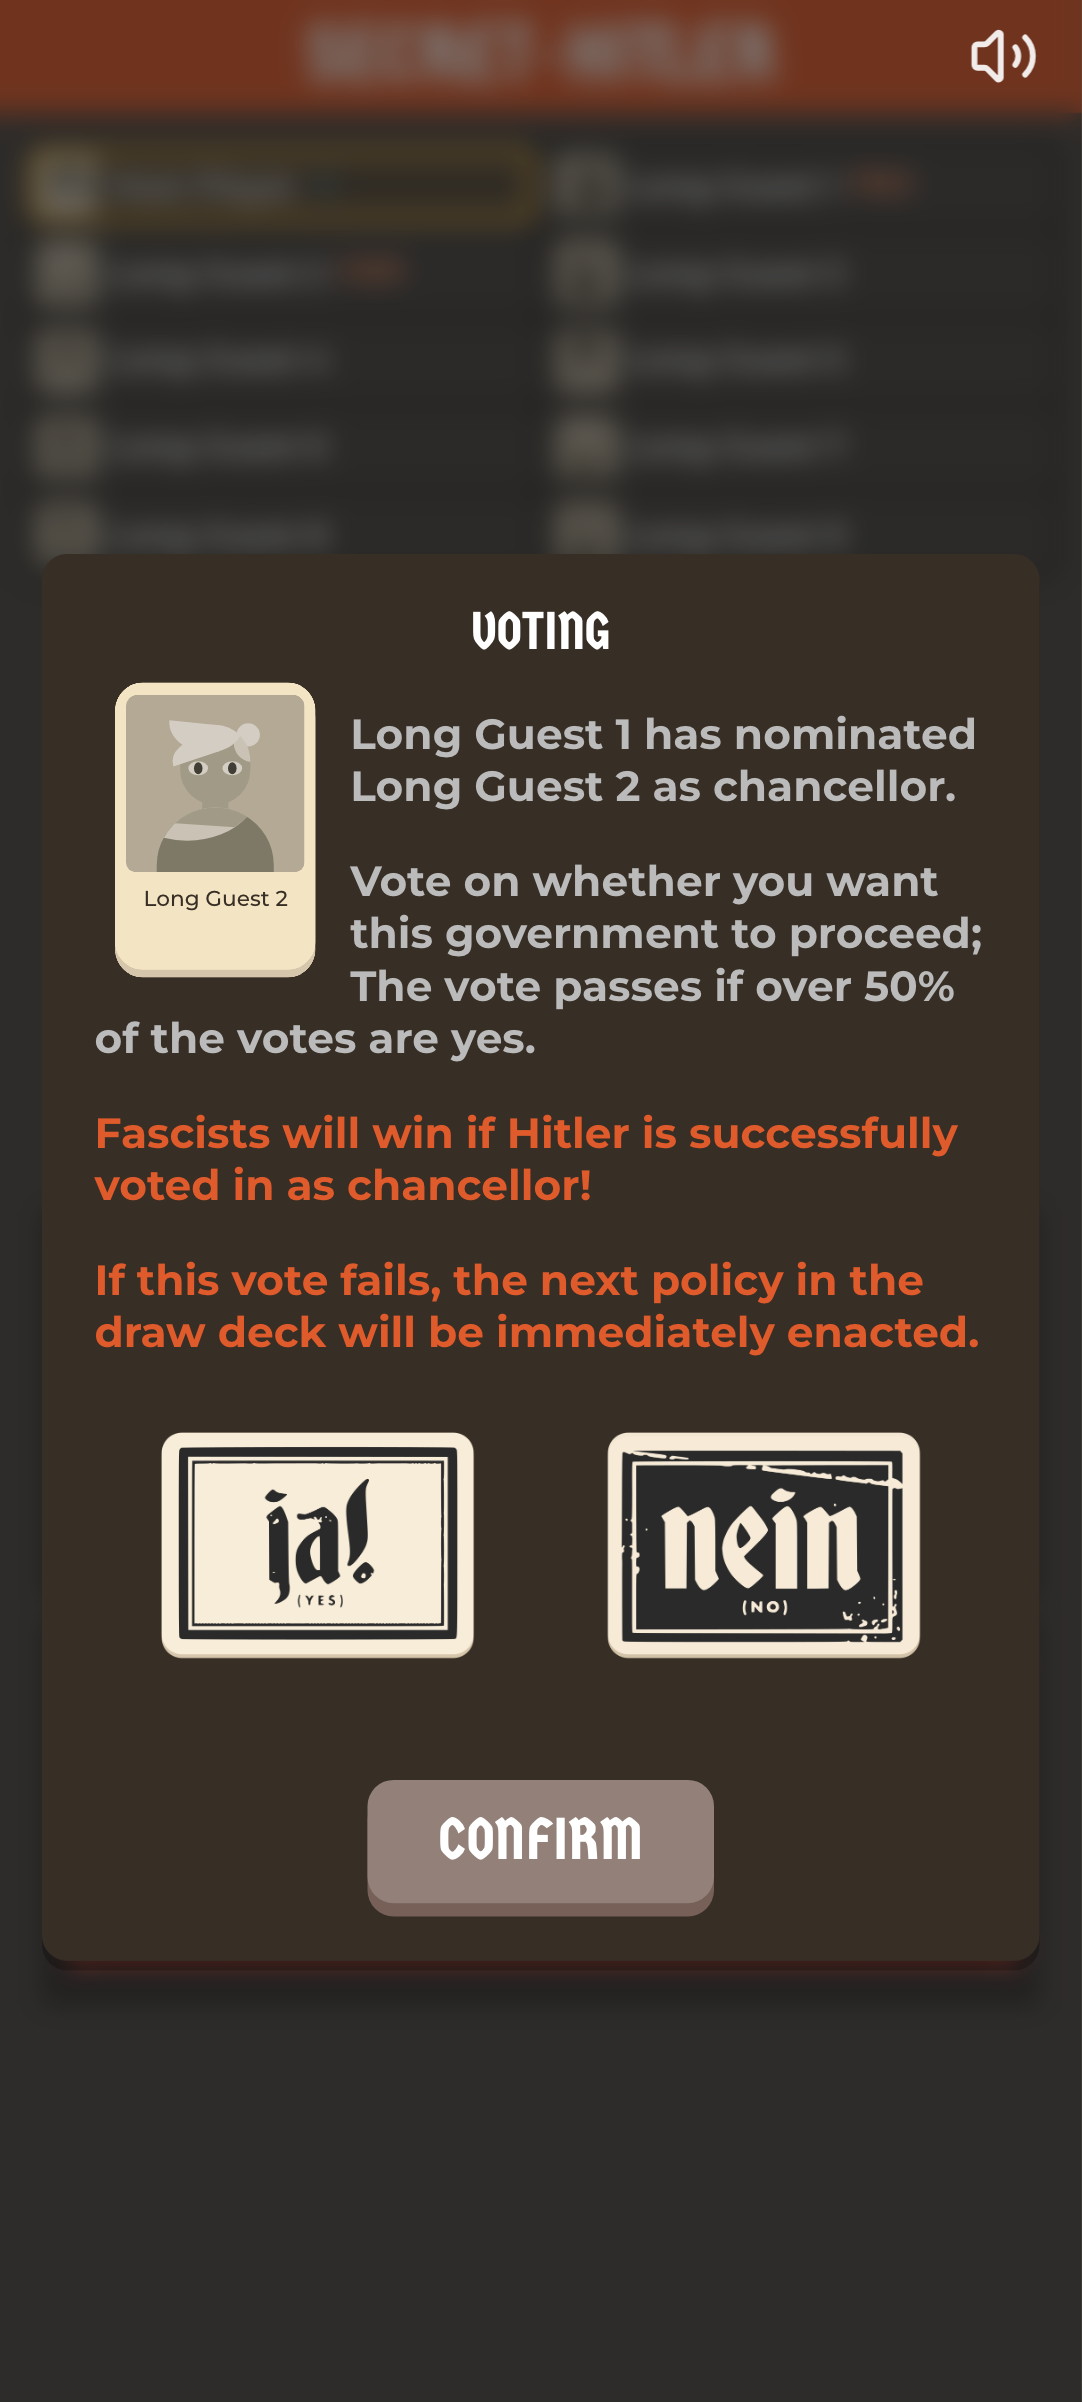 SECRET HITLER
VOTING
Long Guest 2
Long Guest 1 has nominated
Long Guest 2 as chancellor.
Vote on whether you want
this government to proceed;
The vote passes if over 50%
of the votes are yes.
Fascists will win if Hitler is successfully
voted in as chancellor!
If this vote fails, the next policy in the
draw deck will be immediately enacted.
ja!
(YES)
nein
(NO)
CONFIRM